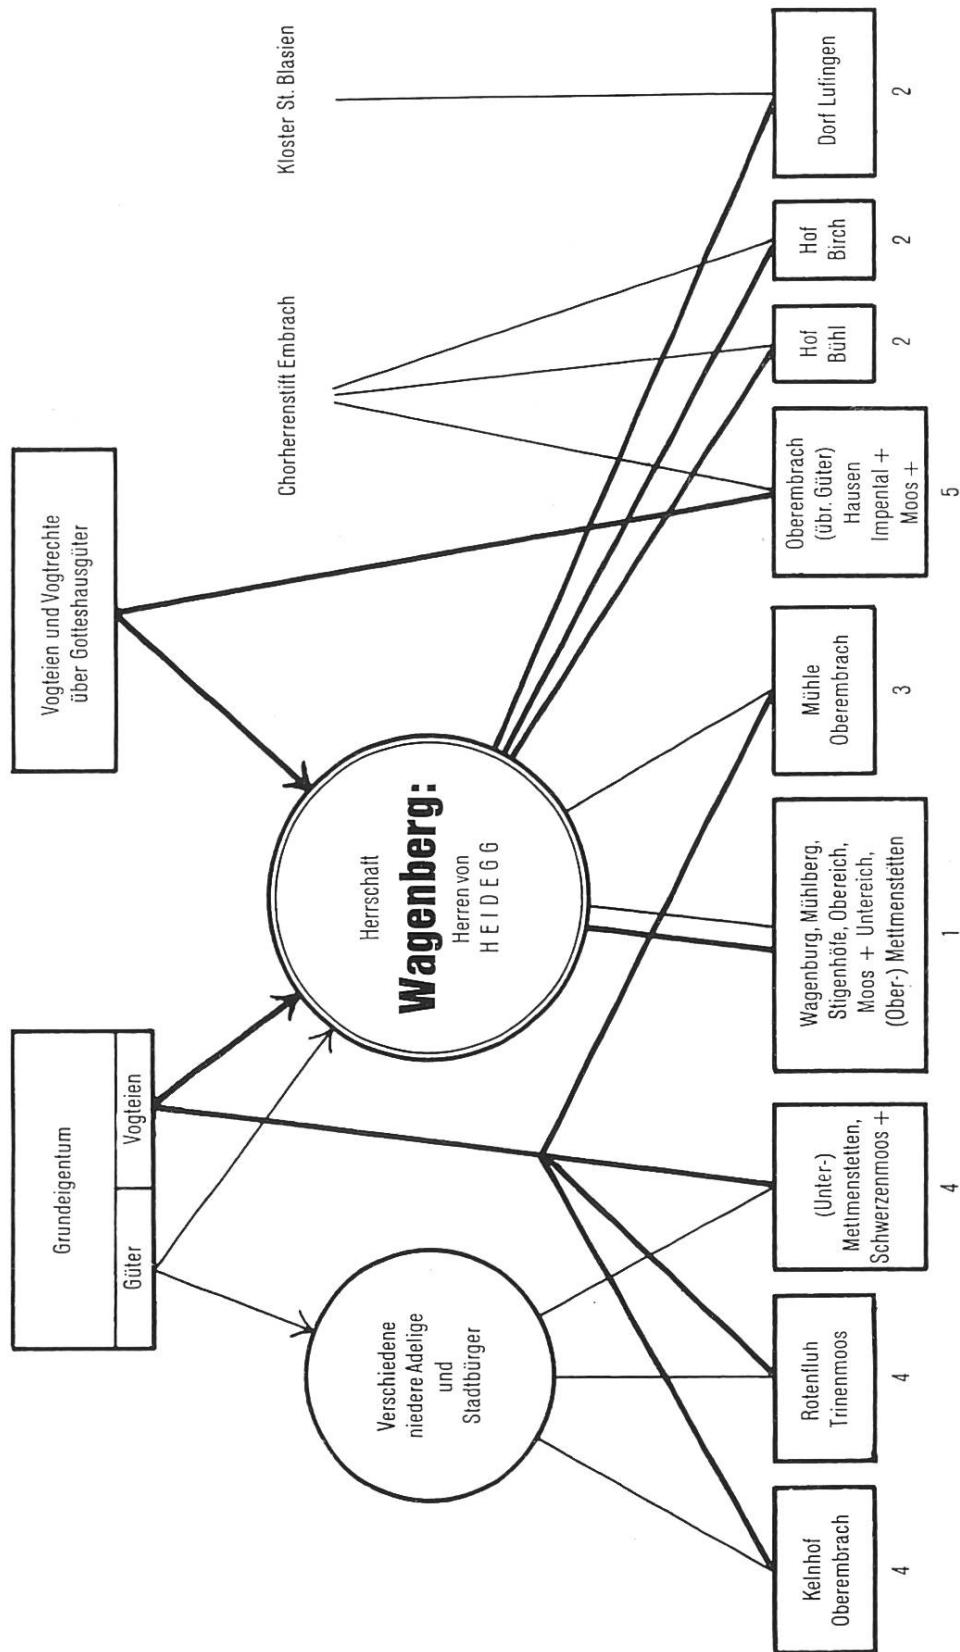 Grundeigentum
Güter
Vogteien
Vogteien und Vogtrechte
über Gotteshausgüter
Kloster St. Blasien
Chorherrenstift Embrach
Verschiedene
niedere Adelige
und
Stadtbürger
Herrschaft
Wagenberg:
Herren von
HEIDEGG
Kelnhof
Oberembrach
4
Rotenfluh
Trinenmoos
4
(Unter-)
Mettmenstetten,
Schwerzenmoos +
4
Wagenburg, Mühlberg,
Stigenhöfe, Obereich,
Moos + Untereich,
(Ober-) Mettmenstetten
1
Mühle
Oberembrach
3
Oberembrach
(übr. Güter)
Hausen
Impental +
Moos +
5
Hof
Bühl
2
Hof
Birch
2
Dorf Lufingen
2